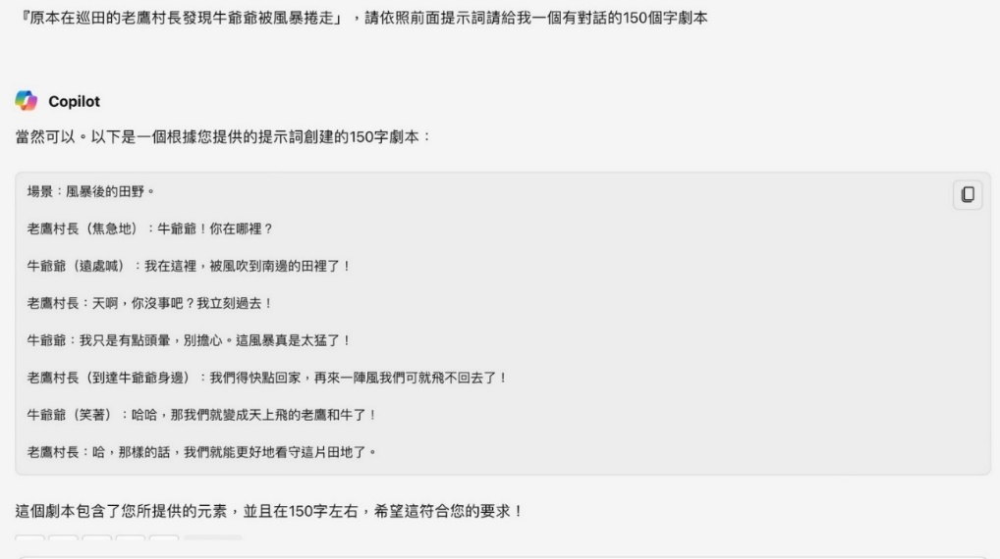 『原本在巡田的老鷹村長發現牛爺爺被風暴捲走」，請依照前面提示詞請給我一個有對話的150個字劇本
Copilot
當然可以。以下是一個根據您提供的提示詞創建的150字劇本：
場景：風暴後的田野。
老鷹村長（焦急地）：牛爺爺！你在哪裡？
牛爺爺（遠處喊）：我在這裡，被風吹到南邊的田裡了！
老鷹村長：天啊，你沒事吧？我立刻過去！
牛爺爺：我只是有點頭暈，別擔心。這風暴真是太猛了！
老鷹村長（到達牛爺爺身邊）：我們得快點回家，再來一陣風我們可就飛不回去了！
牛爺爺（笑著）：哈哈，那我們就變成天上飛的老鷹和牛了！
老鷹村長：哈，那樣的話，我們就能更好地看守這片田地了。
這個劇本包含了您所提供的元素，並且在150字左右，希望這符合您的要求！